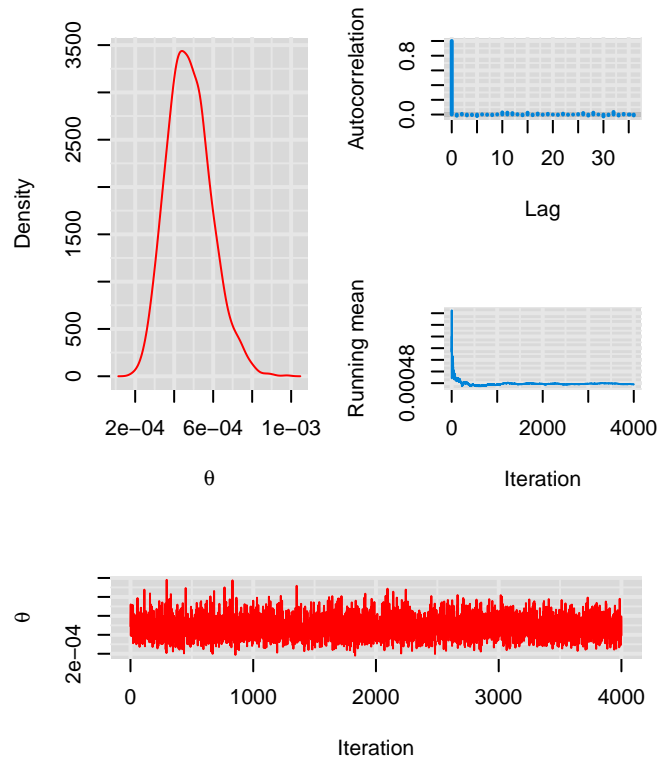 Density
3500
2500
1500
500
0
2e−04
6e−04
1e−03
θ
Autocorrelation
0.8
0.0
0
10
20
30
Lag
Running mean
0.00048
0
2000
4000
Iteration
θ
2e−04
0
1000
2000
3000
4000
Iteration